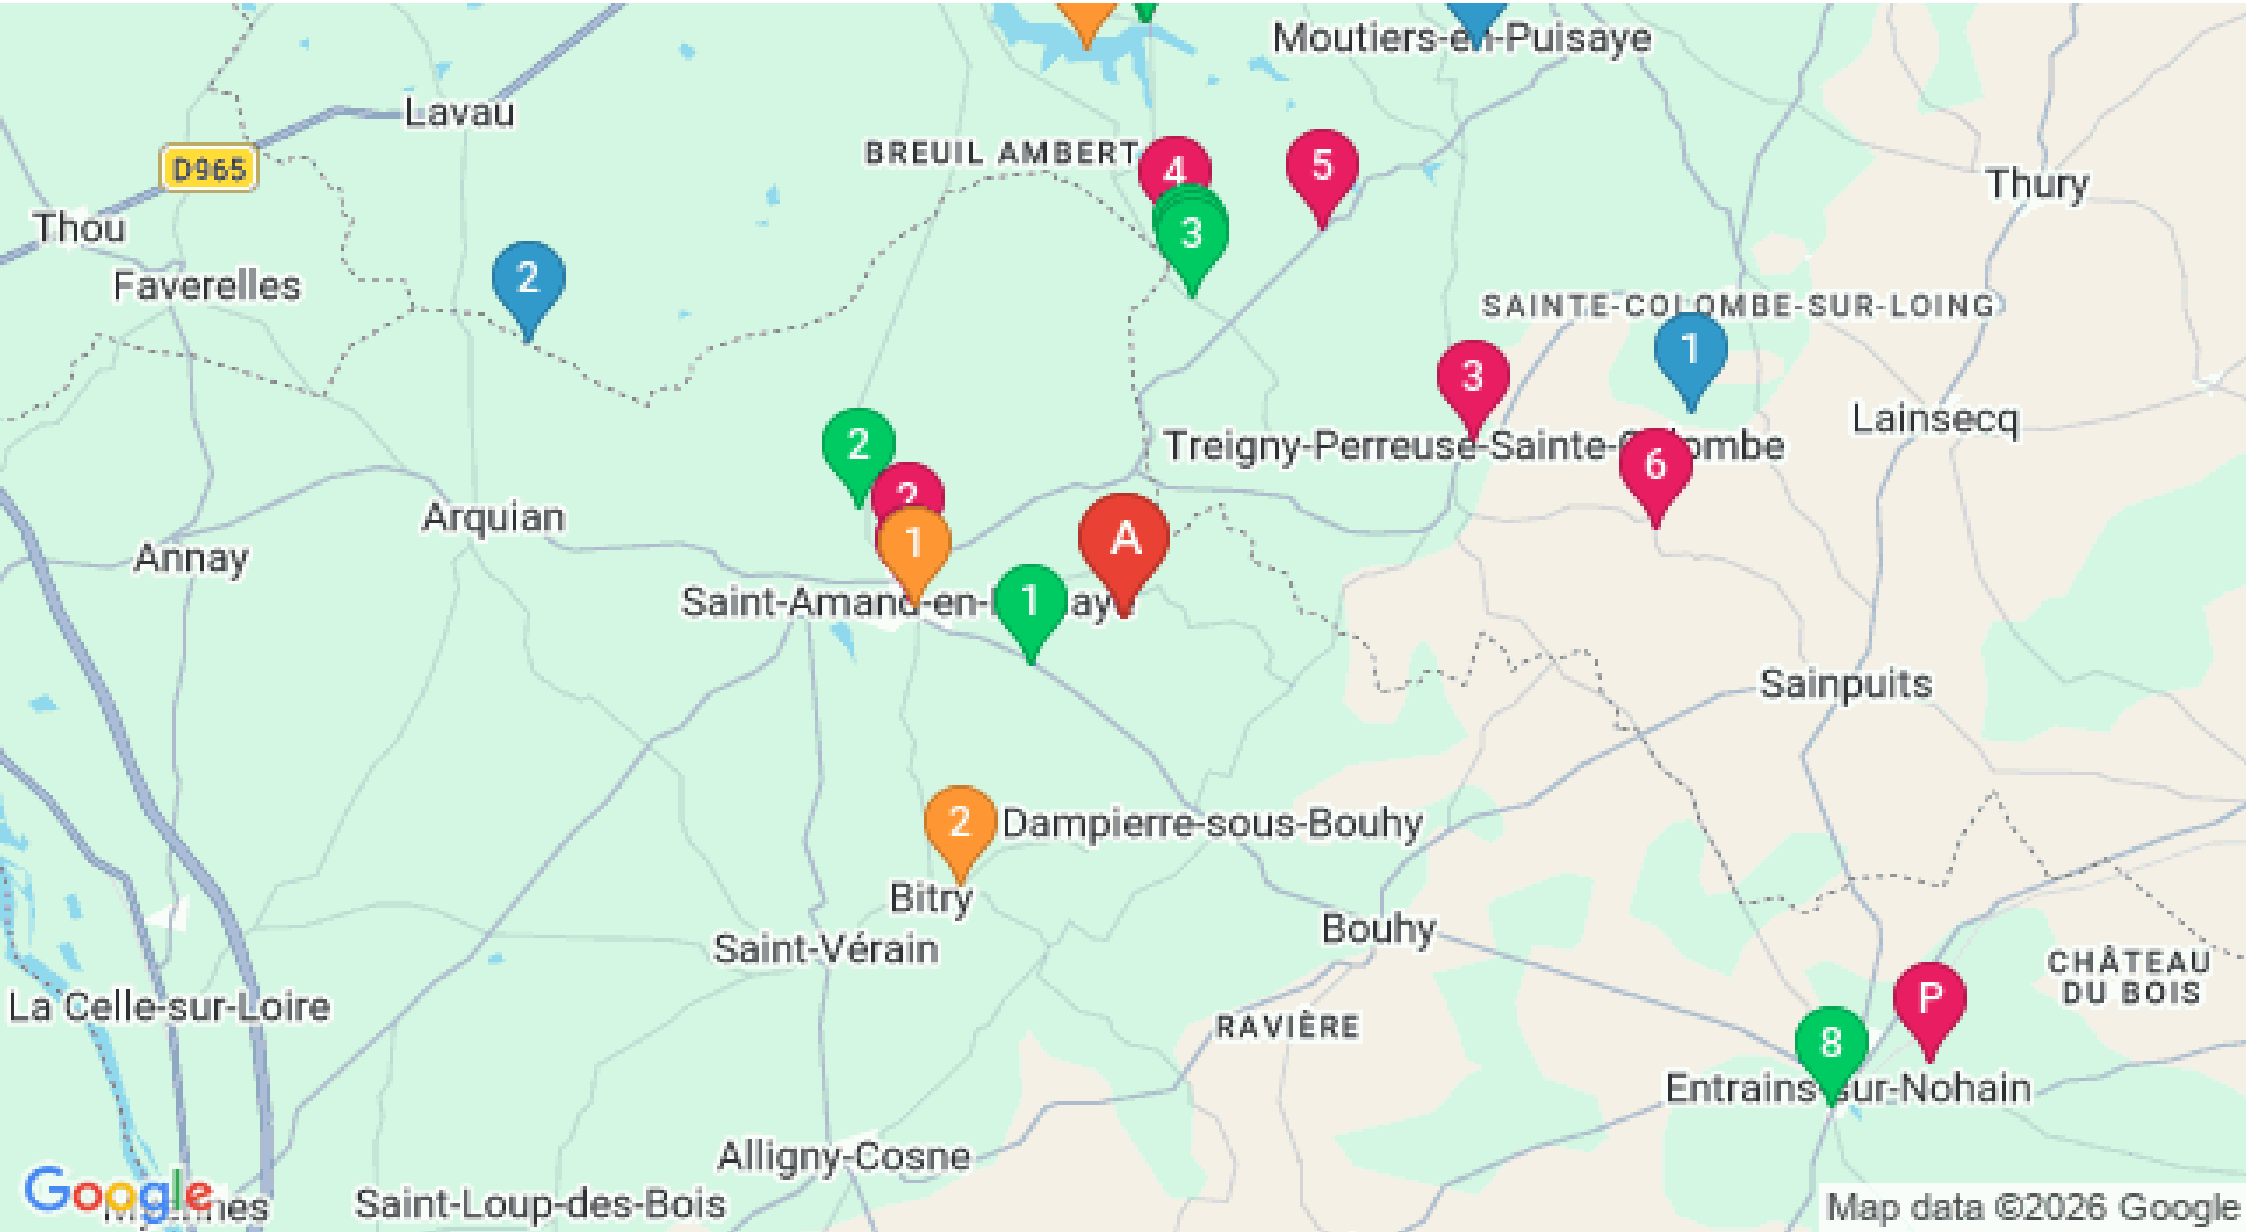 Moutiers-en-Puisaye
Lavau
BREUIL AMBERT
4
5
D965
Thury
Thou
3
2
Faverelles
SAINTE-COLOMBE-SUR-LOING
1
3
2
Treigny-Perreuse-Sainte-Colombe
Lainsecq
6
2
Arquian
A
1
Annay
Saint-Amand-en-Puisaye
1
Sainpuits
2
Dampierre-sous-Bouhy
Bitry
Bouhy
Saint-Vérain
CHÂTEAU
DU BOIS
La Celle-sur-Loire
P
RAVIÈRE
8
Entrains-sur-Nohain
Alligny-Cosne
Google
Saint-Loup-des-Bois
Map data ©2026 Google